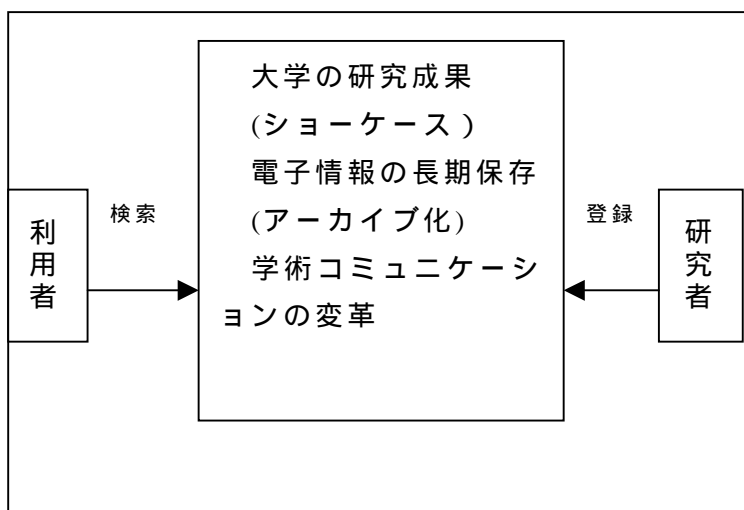 大学の研究成果
(ショーケース)
電子情報の長期保存
(アーカイブ化)
学術コミュニケーシ
ョンの変革
利用者
検索
登録
研究者